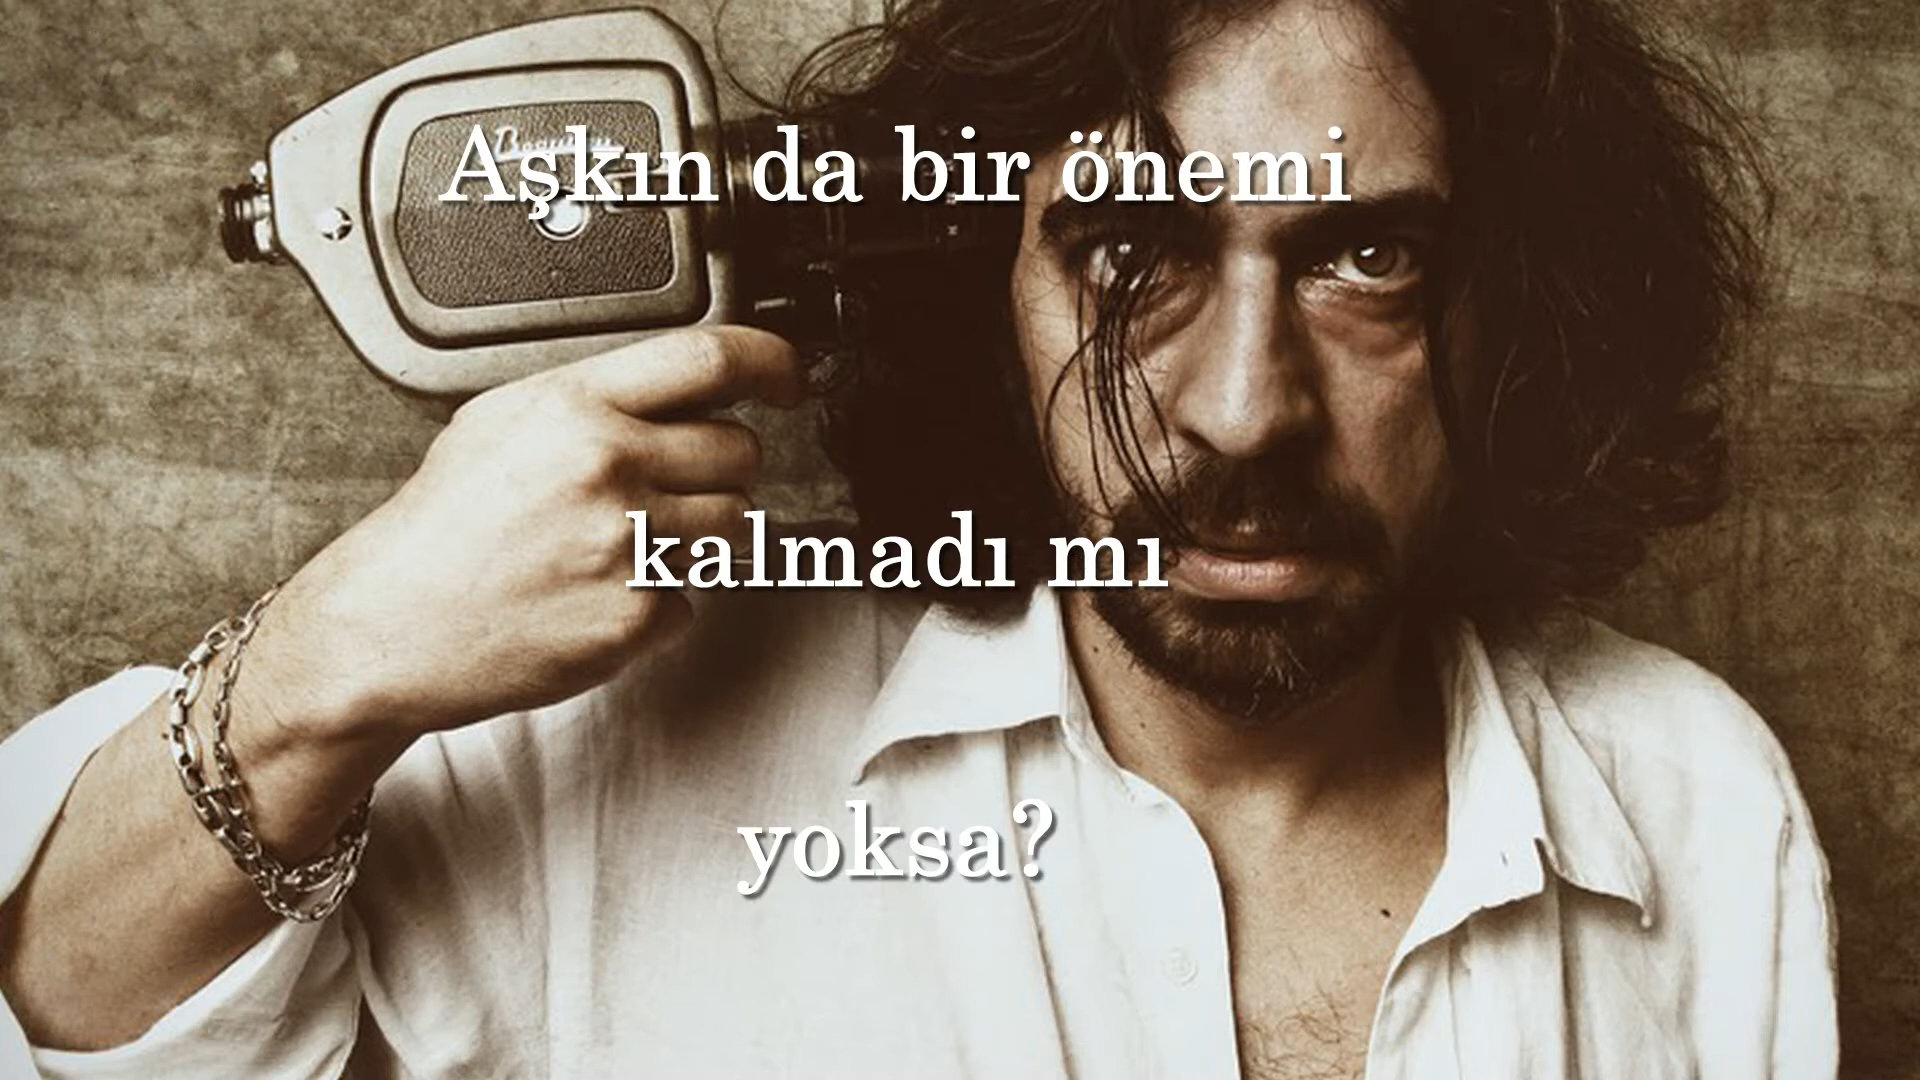 Aşkın da bir önemi
kalmadı mı
yoksa?